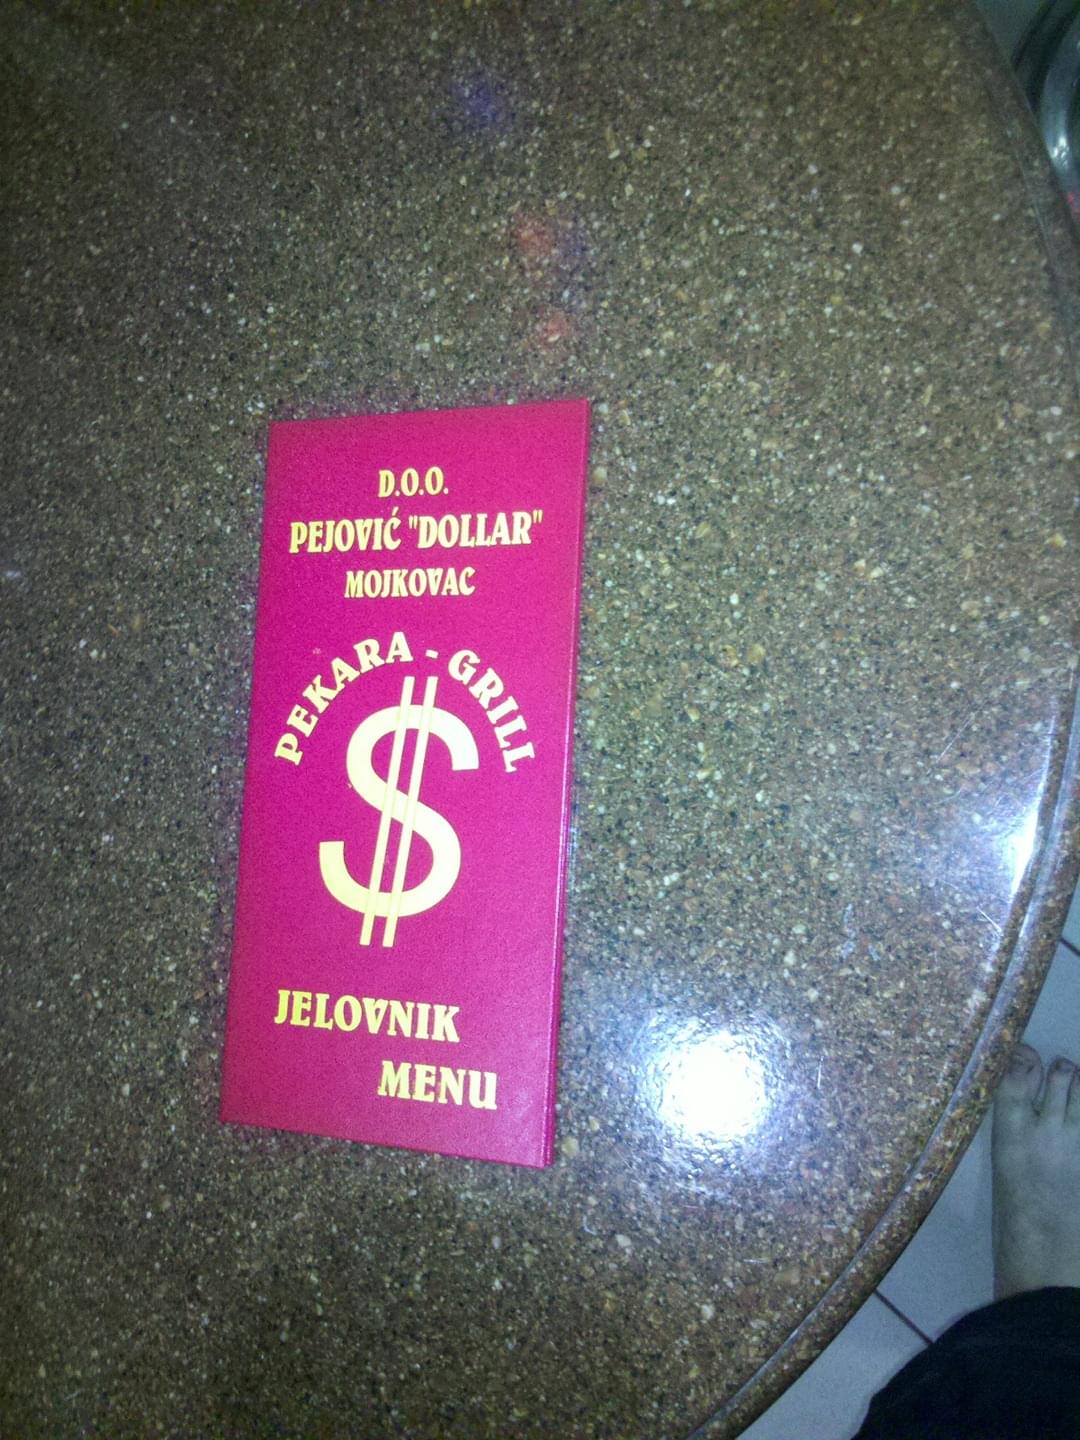 D.O.O.
PEJOVIĆ "DOLLAR"
MOJKOVAC
PEKARA - GRILL
$
JELOVNIK
MENU